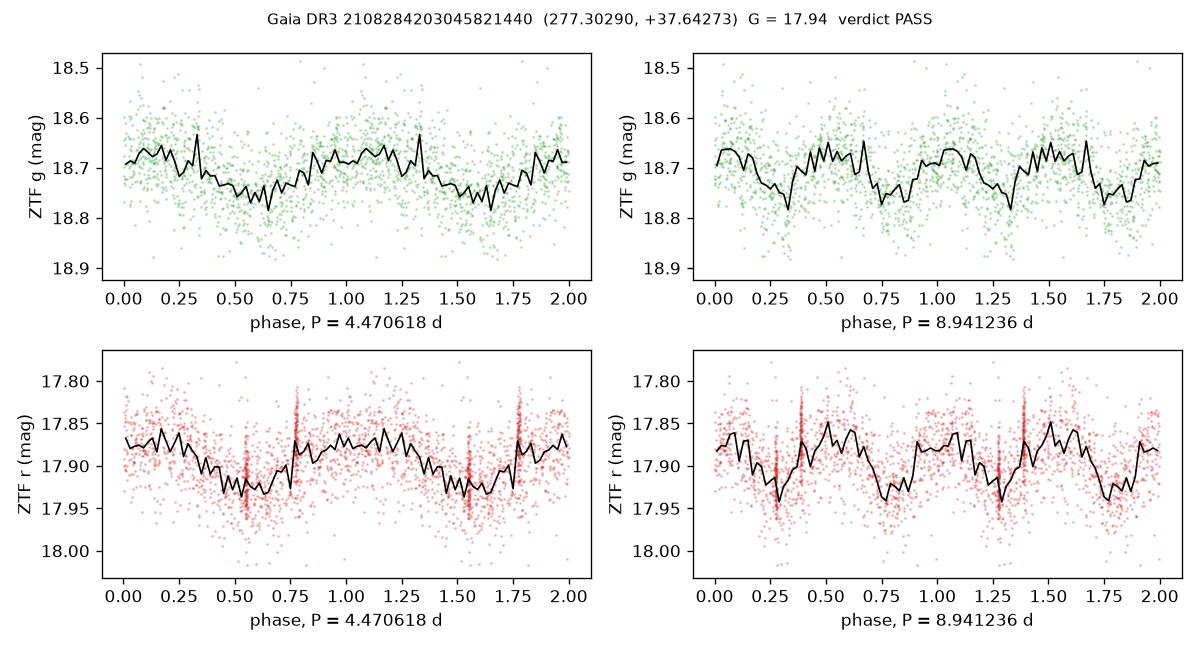 Gaia DR3 2108284203045821440 (277.30290, +37.64273) G = 17.94 verdict PASS
ZTF g (mag)
18.5
18.6
18.7
18.8
18.9
0.00 0.25 0.50 0.75 1.00 1.25 1.50 1.75 2.00
phase, P = 4.470618 d
ZTF g (mag)
18.5
18.6
18.7
18.8
18.9
0.00 0.25 0.50 0.75 1.00 1.25 1.50 1.75 2.00
phase, P = 8.941236 d
ZTF r (mag)
17.80
17.85
17.90
17.95
18.00
0.00 0.25 0.50 0.75 1.00 1.25 1.50 1.75 2.00
phase, P = 4.470618 d
ZTF r (mag)
17.80
17.85
17.90
17.95
18.00
0.00 0.25 0.50 0.75 1.00 1.25 1.50 1.75 2.00
phase, P = 8.941236 d